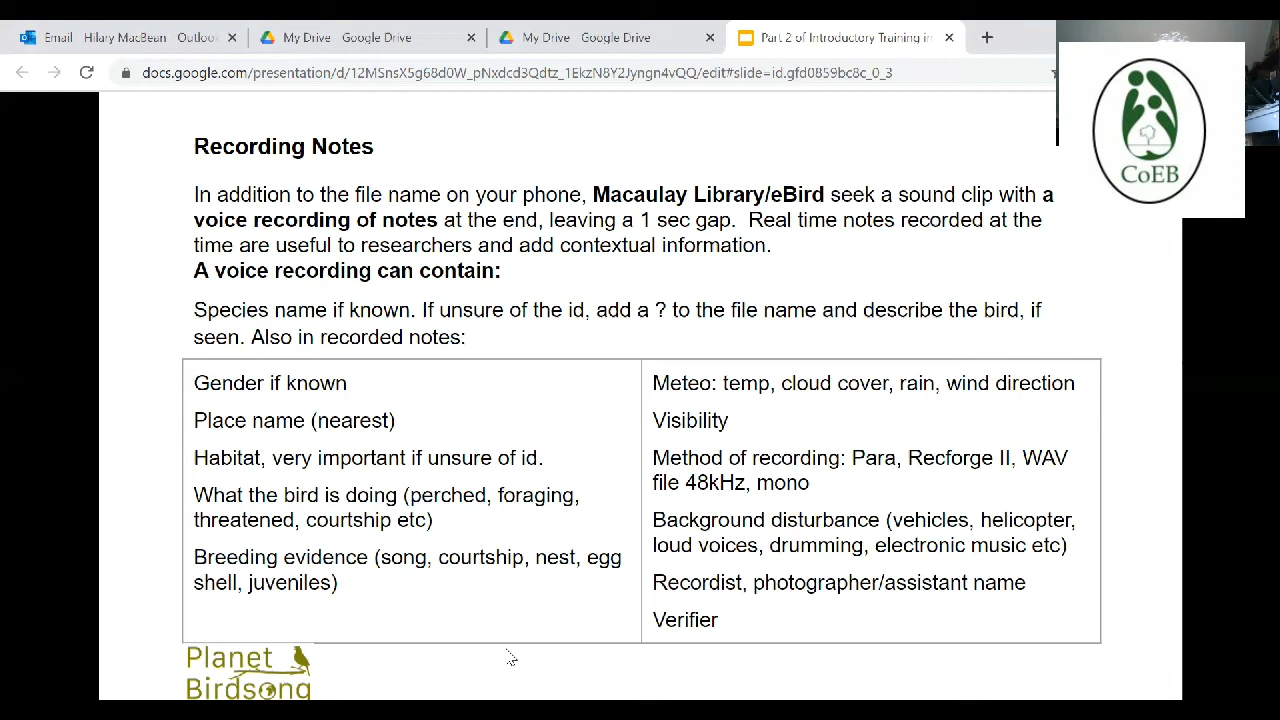 Email Hilary MacBean Outloo
My Drive Google Drive
My Drive Google Drive
Part 2 of Introductory Training in
docs.google.com/presentation/d/12MSnsX5g68d0W_pNxdcd3Qdtz_1EkzN8Y2Jyngn4vQQ/edit#slide=id.gfd0859bc8c_0_3
CoEB
Recording Notes
In addition to the file name on your phone, Macaulay Library/eBird seek a sound clip with a
voice recording of notes at the end, leaving a 1 sec gap. Real time notes recorded at the
time are useful to researchers and add contextual information.
A voice recording can contain:
Species name if known. If unsure of the id, add a ? to the file name and describe the bird, if
seen. Also in recorded notes:
Gender if known
Place name (nearest)
Habitat, very important if unsure of id.
What the bird is doing (perched, foraging,
threatened, courtship etc)
Breeding evidence (song, courtship, nest, egg
shell, juveniles)
Meteo: temp, cloud cover, rain, wind direction
Visibility
Method of recording: Para, Recforge II, WAV
file 48kHz, mono
Background disturbance (vehicles, helicopter,
loud voices, drumming, electronic music etc)
Recordist, photographer/assistant name
Verifier
Planet
Birdsong